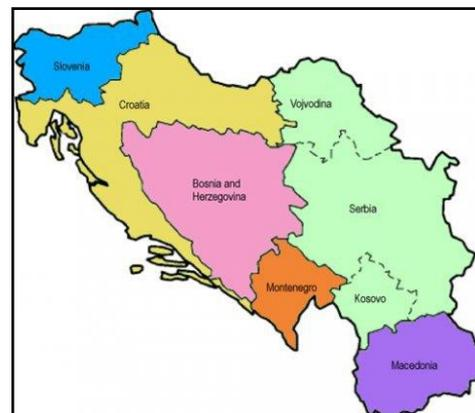 Slovenia
Croatia
Vojvodina
Bosnia and
Herzegovina
Serbia
Montenegro
Kosovo
Macedonia